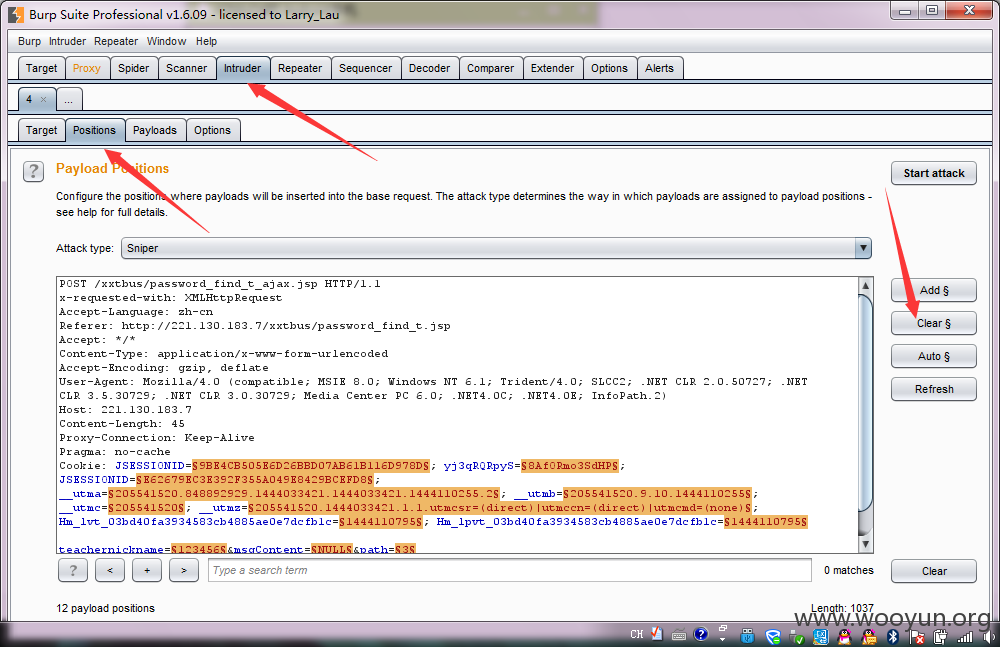 Burp Suite Professional v1.6.09 - licensed to Larry_Lau
Burp Intruder Repeater Window Help
Target Proxy Spider Scanner Intruder Repeater Sequencer Decoder Comparer Extender Options Alerts
4 × ...
Target Positions Payloads Options
? Payload Positions
Start attack
Configure the positions where payloads will be inserted into the base request. The attack type determines the way in which payloads are assigned to payload positions -
see help for full details.
Attack type: Sniper
POST /xxtbus/password_find_t_ajax.jsp HTTP/1.1
x-requested-with: XMLHttpRequest
Accept-Language: zh-cn
Referer: http://221.130.183.7/xxtbus/password_find_t.jsp
Accept: */*
Content-Type: application/x-www-form-urlencoded
Accept-Encoding: gzip, deflate
User-Agent: Mozilla/4.0 (compatible; MSIE 8.0; Windows NT 6.1; Trident/4.0; SLCC2; .NET CLR 2.0.50727; .NET
CLR 3.5.30729; .NET CLR 3.0.30729; Media Center PC 6.0; .NET4.0C; .NET4.0E; InfoPath.2)
Host: 221.130.183.7
Content-Length: 45
Proxy-Connection: Keep-Alive
Pragma: no-cache
Cookie: JSESSIONID=§9BE4CB505E6D26BBD07AB61B116D978D§; yj3qRQRpyS=§8Af0Rmo3SdHP§;
JSESSIONID=§E62679EC3E392F355A049E8429BCEFD8§;
__utma=§205541520.848892929.1444033421.1444033421.1444110255.2§; __utmb=§205541520.9.10.1444110255§;
__utmc=§205541520§; __utmz=§205541520.1444033421.1.1.utmcsr=(direct)|utmccn=(direct)|utmcmd=(none)§;
Hm_lvt_03bd40fa3934583cb4885ae0e7dcfb1c=§1444110795§; Hm_lpvt_03bd40fa3934583cb4885ae0e7dcfb1c=§1444110795§
teachernickname=§123456§&msgContent=§NULL§&path=§3§
Add §
Clear §
Auto §
Refresh
? < + > Type a search term 0 matches Clear
12 payload positions Length: 1037
www.wooyun.org
CH